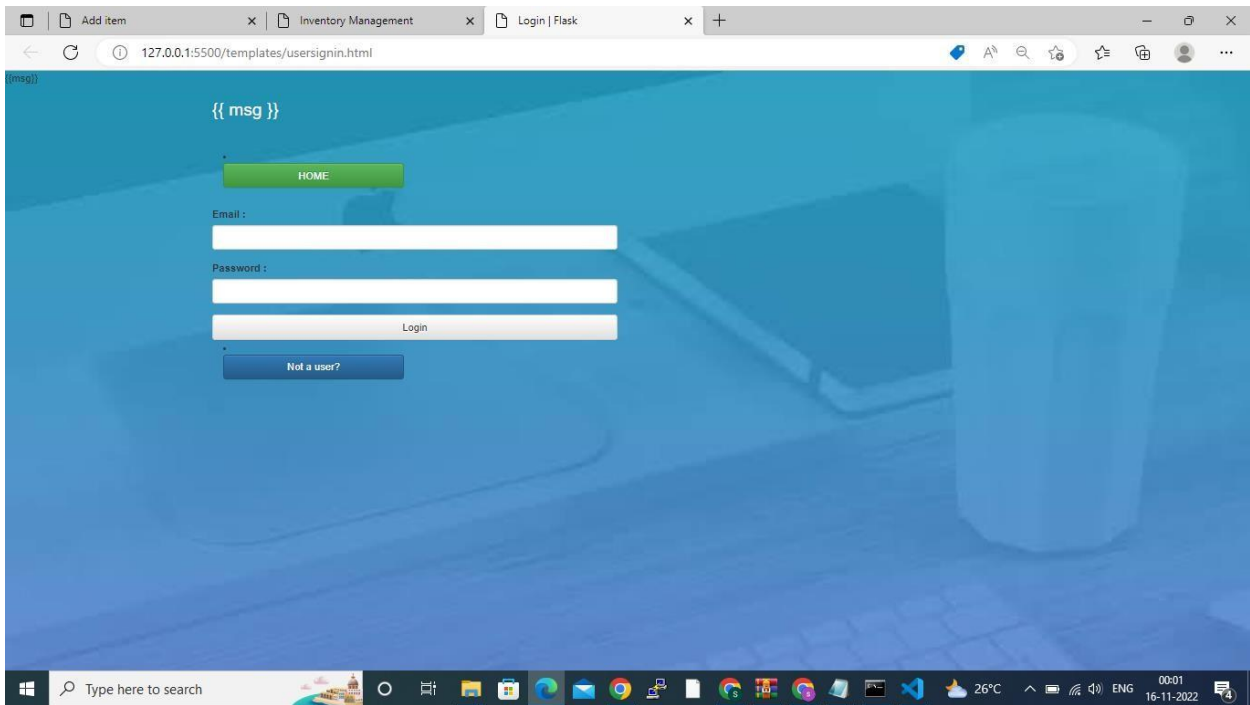 Add item
Inventory Management
Login | Flask
127.0.0.1:5500/templates/usersignin.html
{{msg}}
{{ msg }}
HOME
Email :
Password :
Login
Not a user?
Type here to search
26°C
ENG
00:01
16-11-2022
4